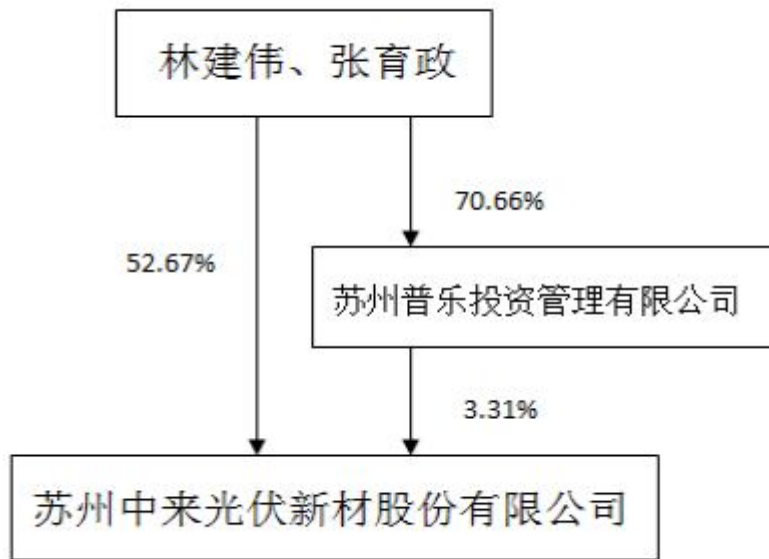 林建伟、张育政
70.66%
52.67%
苏州普乐投资管理有限公司
3.31%
苏州中来光伏新材股份有限公司